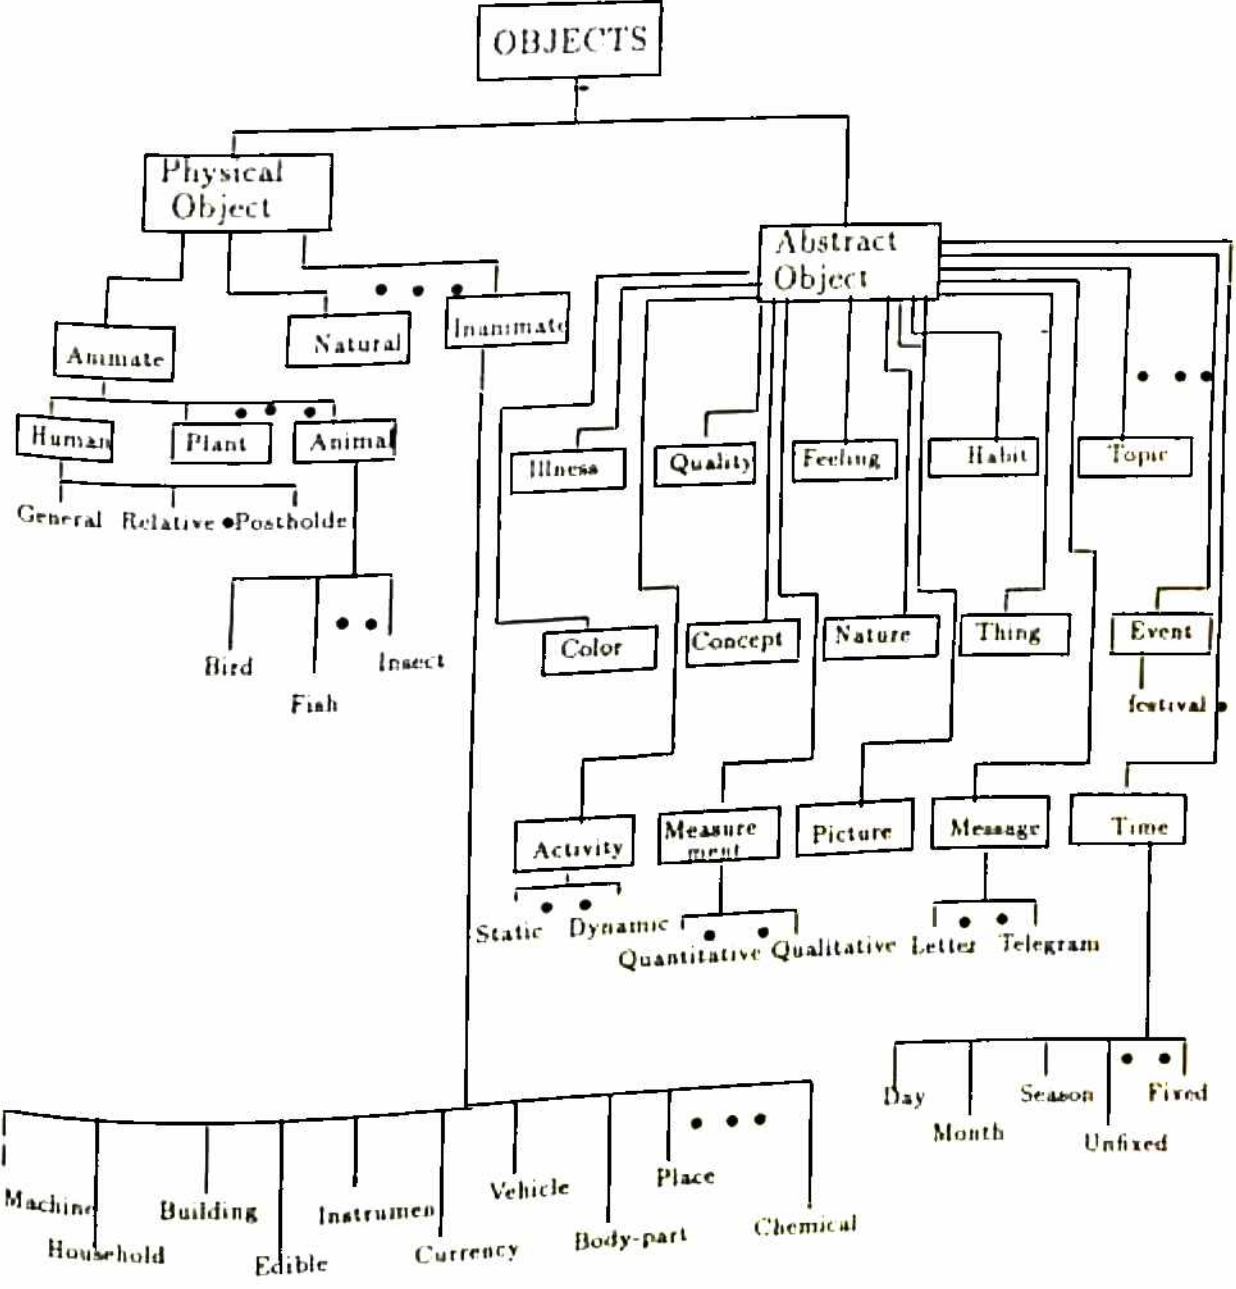 OBJECTS
Physical
Object
Abstract
Object
Animate
Natural
Inanimate
Human
Plant
Animal
General Relative Postholde
Bird
Fish
Insect
Illness
Quality
Feeling
Habit
Topic
Color
Concept
Nature
Thing
Event
festival
Activity
Measure
ment
Picture
Message
Time
Static Dynamic
Quantitative Qualitative
Letter Telegram
Day
Month
Season
Unfixed
Fixed
Machine
Household
Building
Edible
Instrumen
Currency
Vehicle
Body-part
Place
Chemical